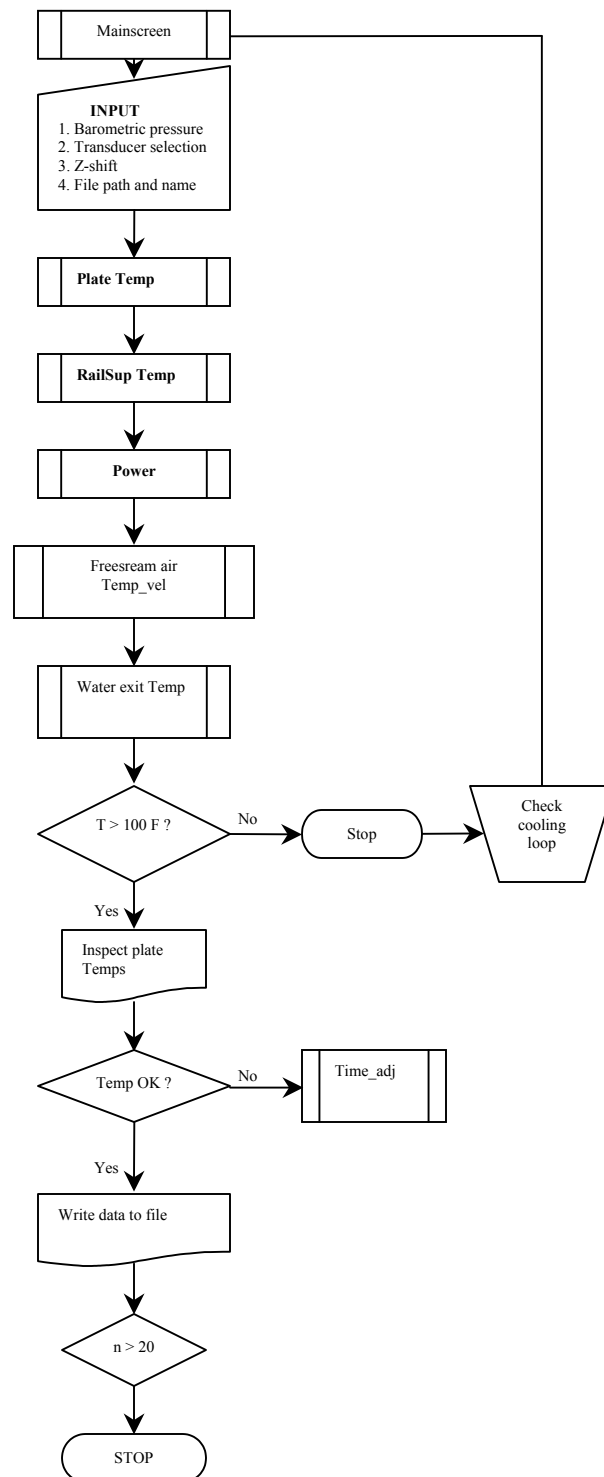 Mainscreen
INPUT
1. Barometric pressure
2. Transducer selection
3. Z-shift
4. File path and name
Plate Temp
RailSup Temp
Power
Freesream air
Temp_vel
Water exit Temp
T > 100 F ?
No
Stop
Check
cooling
loop
Yes
Inspect plate
Temps
Temp OK ?
No
Time_adj
Yes
Write data to file
n > 20
STOP